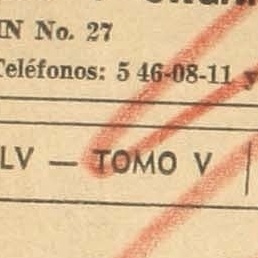 No. 27
Teléfonos: 5 46-08-11 y
LV — TOMO V